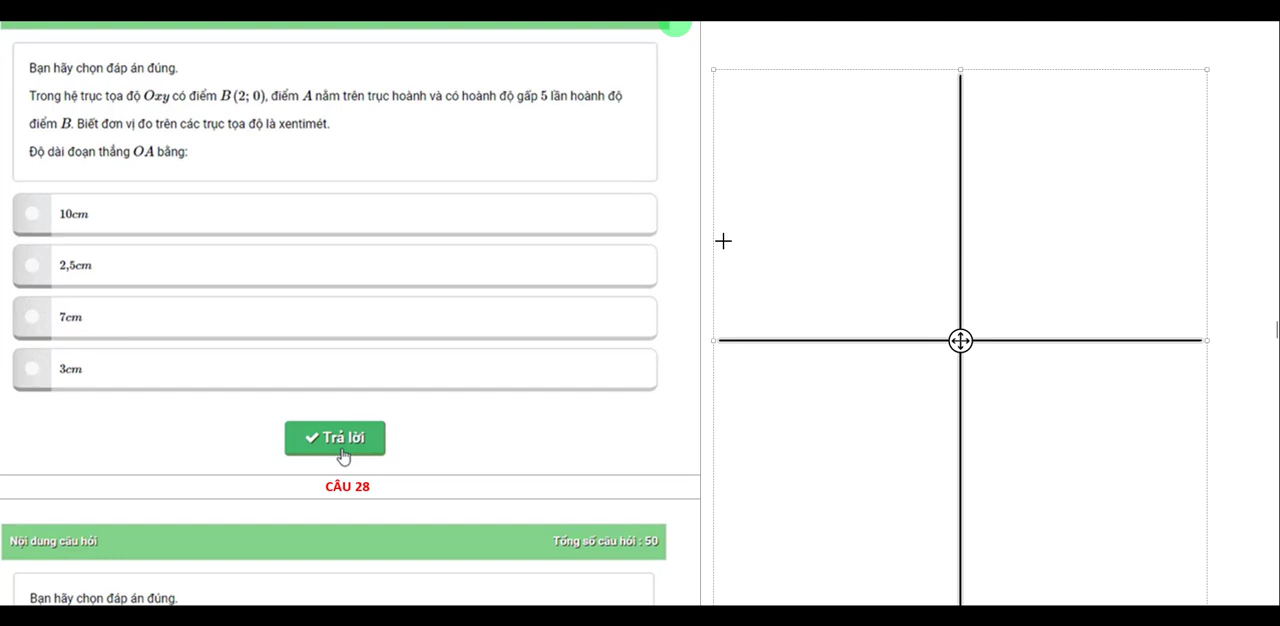 Bạn hãy chọn đáp án đúng.
Trong hệ trục tọa độ Oxy có điểm B (2; 0), điểm A nằm trên trục hoành và có hoành độ gấp 5 lần hoành độ
điểm B. Biết đơn vị đo trên các trục tọa độ là xentimét.
Độ dài đoạn thẳng OA bằng:
10cm
2,5cm
7cm
3cm
Trả lời
CÂU 28
Nội dung câu hỏi
Tổng số câu hỏi : 50
Bạn hãy chọn đáp án đúng.